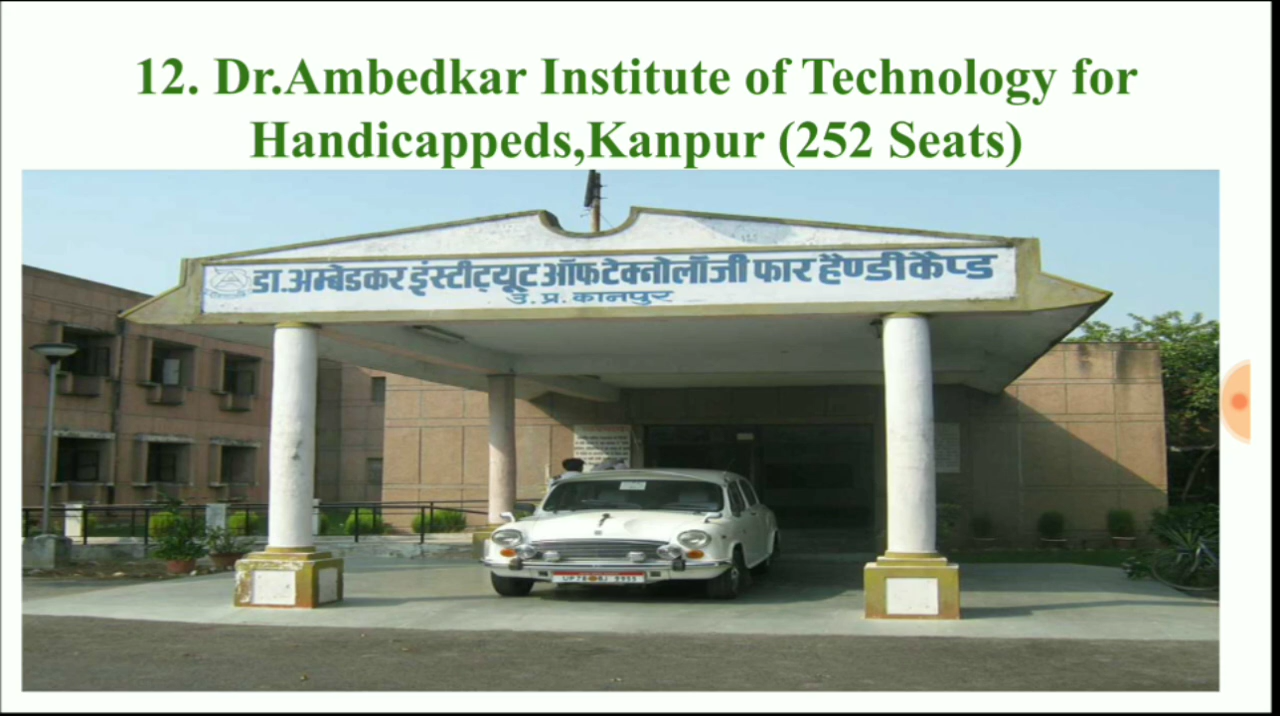 12. Dr.Ambedkar Institute of Technology for
Handicappeds,Kanpur (252 Seats)
डा.अम्बेडकर इंस्टीट्यूट ऑफ टेक्नोलॉजी फार हैण्डीकैप्ड
उ. प्र. कानपुर